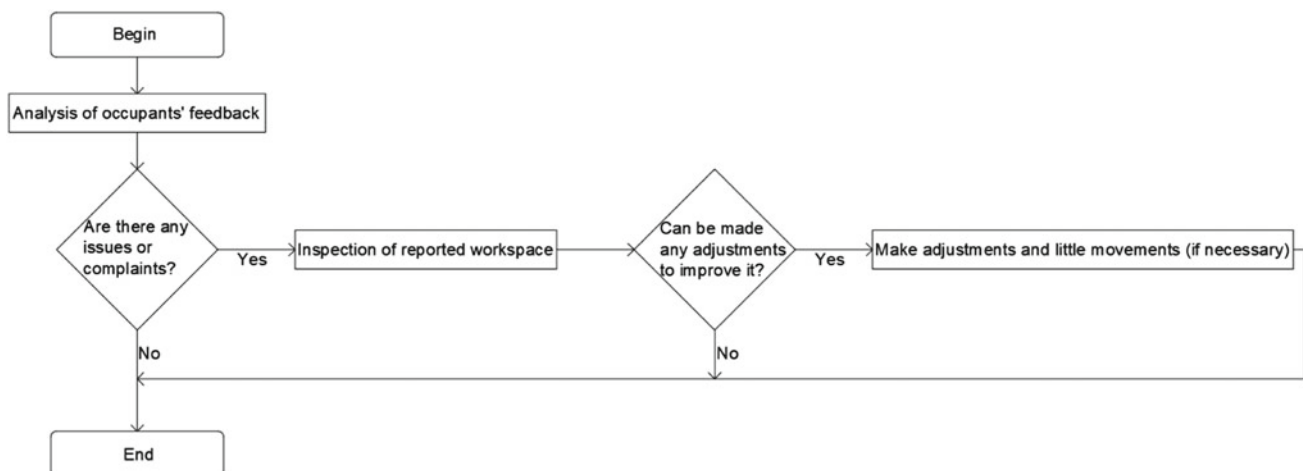 Begin
Analysis of occupants' feedback
Are there any
issues or
complaints?
Yes
Inspection of reported workspace
Can be made
any adjustments
to improve it?
Yes
Make adjustments and little movements (if necessary)
No
No
End